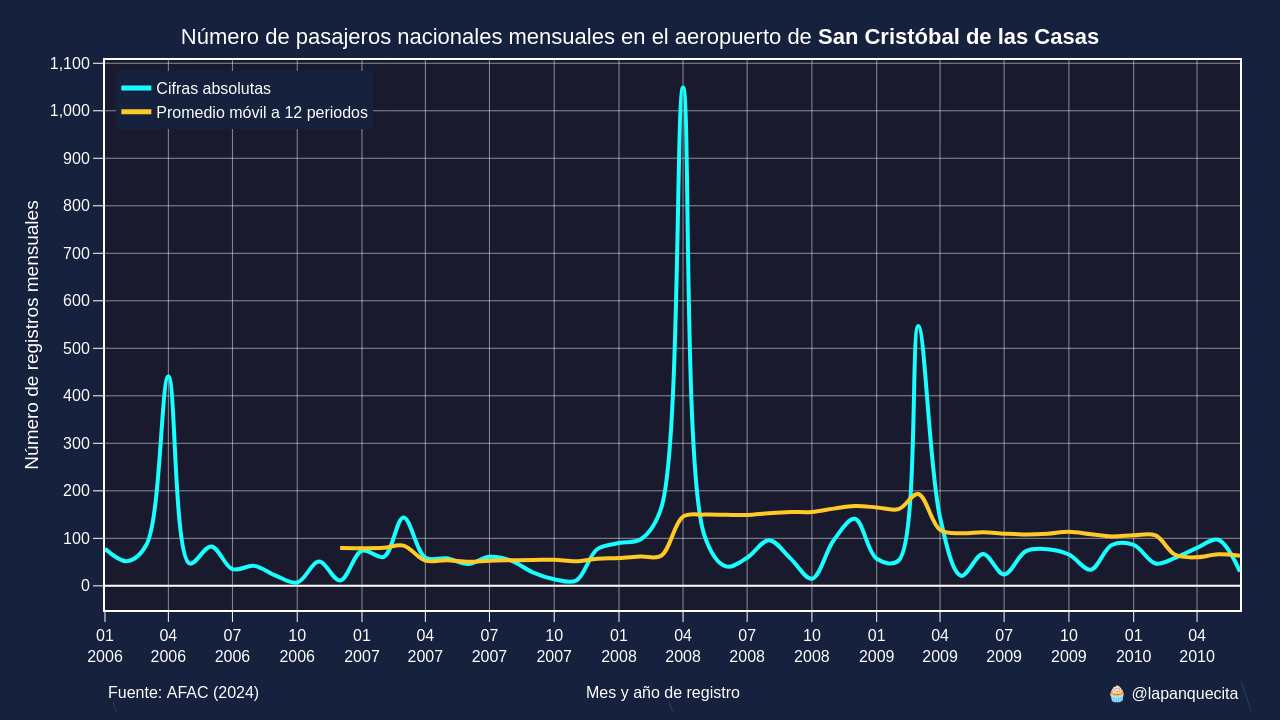 Número de pasajeros nacionales mensuales en el aeropuerto de San Cristóbal de las Casas
Cifras absolutas
Promedio móvil a 12 periodos
Número de registros mensuales
1,100
1,000
900
800
700
600
500
400
300
200
100
0
01 04 07 10 01 04 07 10 01 04 07 10 01 04 07 10 01 04
2006 2006 2006 2006 2007 2007 2007 2007 2008 2008 2008 2008 2009 2009 2009 2009 2010 2010
Fuente: AFAC (2024) Mes y año de registro 🧁 @lapanquecita